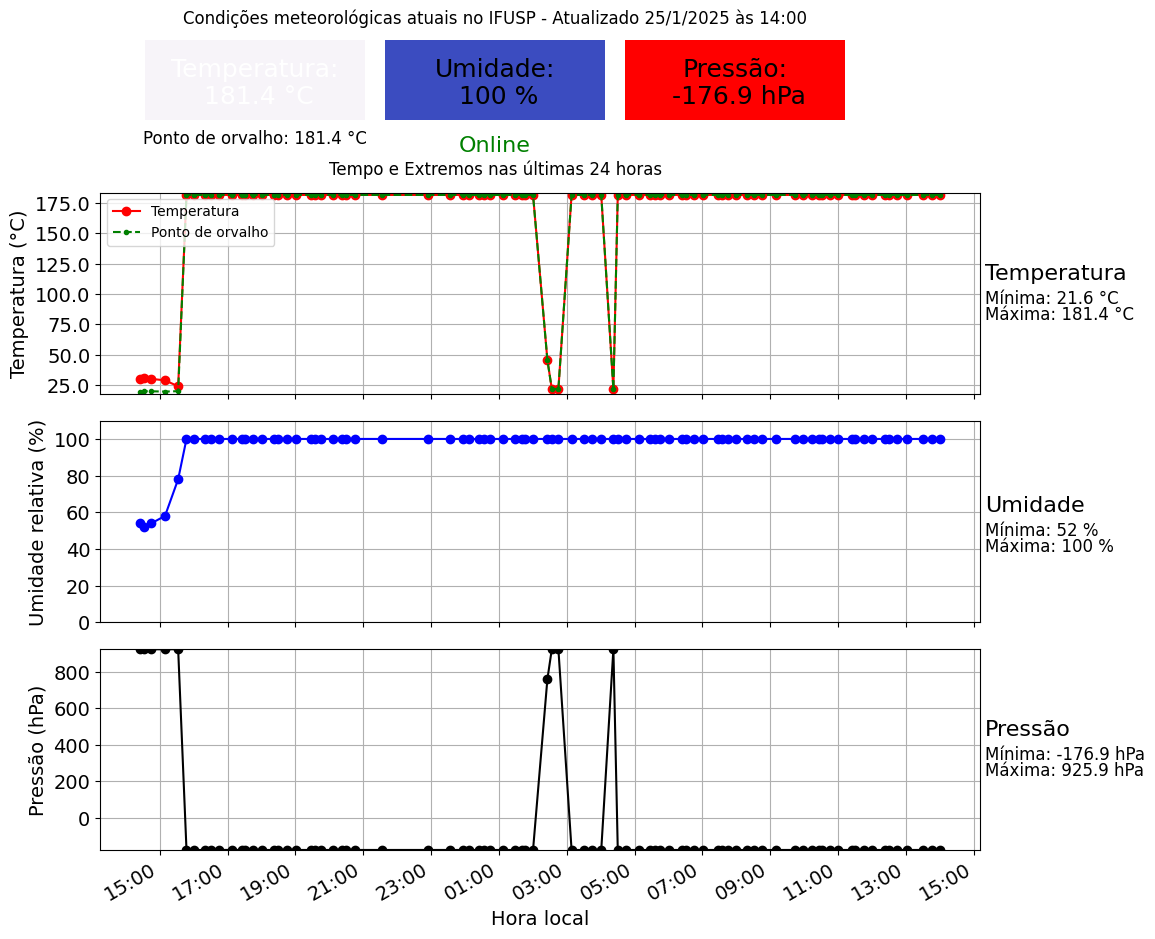 Condições meteorológicas atuais no IFUSP - Atualizado 25/1/2025 às 14:00
Temperatura:
181.4 °C
Umidade:
100 %
Pressão:
-176.9 hPa
Ponto de orvalho: 181.4 °C
Online
Tempo e Extremos nas últimas 24 horas
Temperatura (°C)
175.0
150.0
125.0
100.0
75.0
50.0
25.0
Temperatura
Ponto de orvalho
Temperatura
Mínima: 21.6 °C
Máxima: 181.4 °C
Umidade relativa (%)
100
80
60
40
20
0
Umidade
Mínima: 52 %
Máxima: 100 %
Pressão (hPa)
800
600
400
200
0
Pressão
Mínima: -176.9 hPa
Máxima: 925.9 hPa
15:00 17:00 19:00 21:00 23:00 01:00 03:00 05:00 07:00 09:00 11:00 13:00 15:00
Hora local